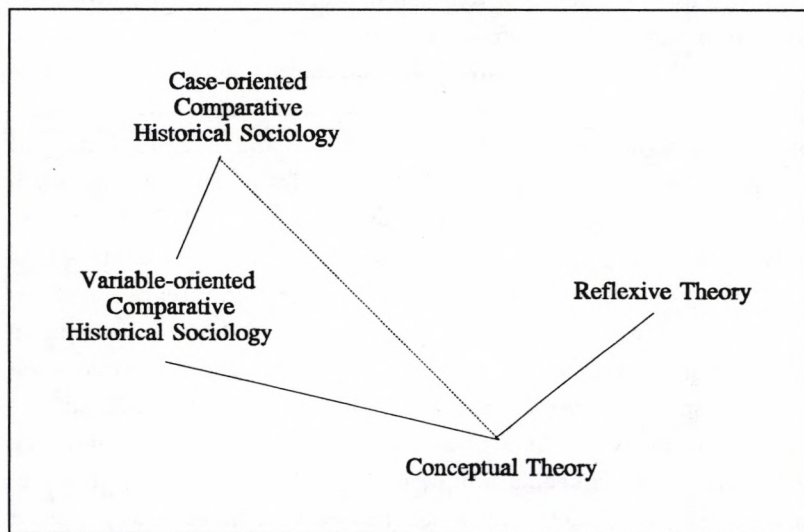 Case-oriented
Comparative
Historical Sociology
Variable-oriented
Comparative
Historical Sociology
Reflexive Theory
Conceptual Theory